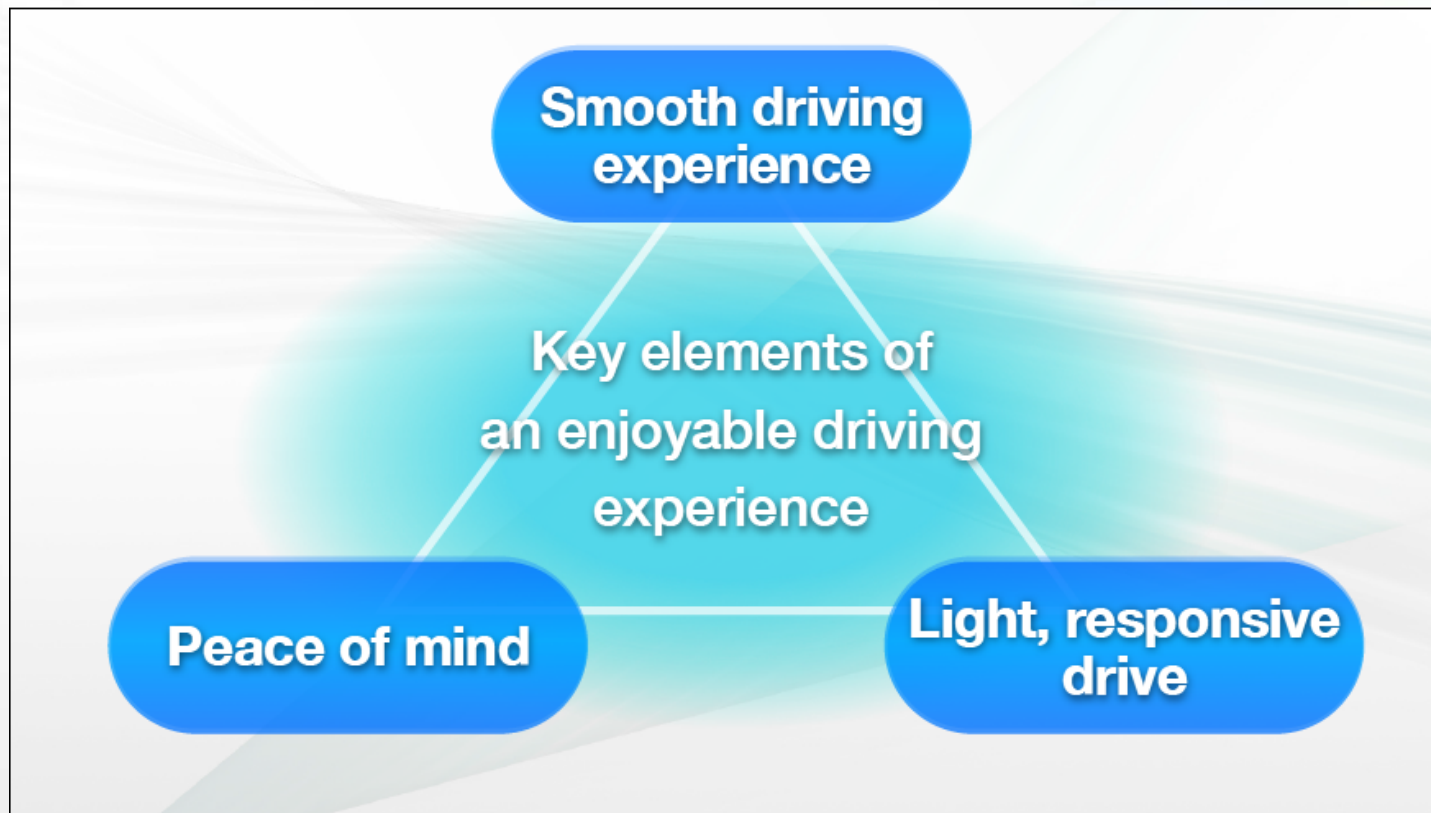 Smooth driving
experience
Key elements of
an enjoyable driving
experience
Peace of mind
Light, responsive
drive